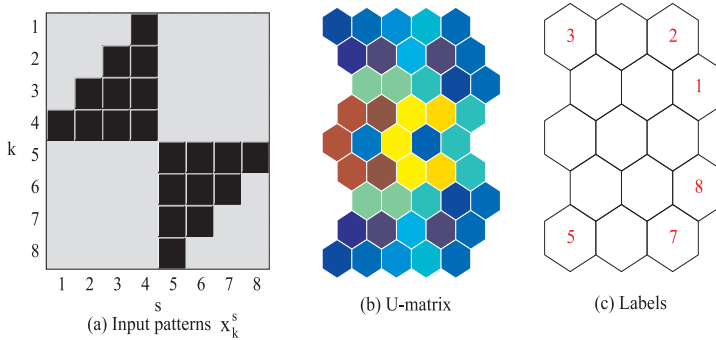 1
2
3
4
k
5
6
7
8
1 2 3 4 5 6 7 8
s
(a) Input patterns x_k^s
(b) U-matrix
3 2
1
8
5 7
(c) Labels